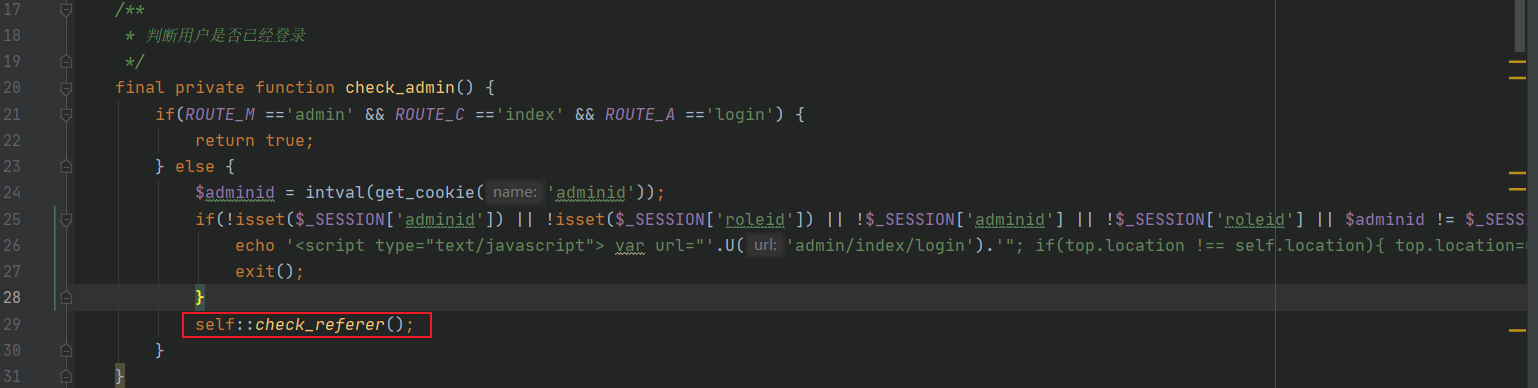 17 /**
18 * 判断用户是否已经登录
19 */
20 final private function check_admin() {
21 if(ROUTE_M =='admin' && ROUTE_C =='index' && ROUTE_A =='login') {
22 return true;
23 } else {
24 $adminid = intval(get_cookie( name: 'adminid'));
25 if(!isset($_SESSION['adminid']) || !isset($_SESSION['roleid']) || !$_SESSION['adminid'] || !$_SESSION['roleid'] || $adminid != $_SESS
26 echo '<script type="text/javascript"> var url="'.U( url: 'admin/index/login').'"; if(top.location !== self.location){ top.location=
27 exit();
28 }
29 self::check_referer();
30 }
31 }